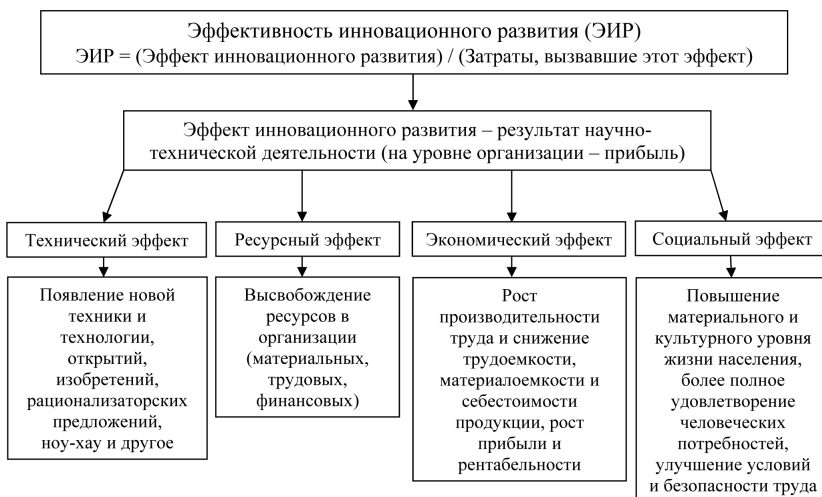 Эффективность инновационного развития (ЭИР)
ЭИР = (Эффект инновационного развития) / (Затраты, вызвавшие этот эффект)
Эффект инновационного развития – результат научно-
технической деятельности (на уровне организации – прибыль)
Технический эффект
Появление новой
техники и
технологии,
открытий,
изобретений,
рационализаторских
предложений,
ноу-хау и другое
Ресурсный эффект
Высвобождение
ресурсов в
организации
(материальных,
трудовых,
финансовых)
Экономический эффект
Рост
производительности
труда и снижение
трудоемкости,
материалоемкости и
себестоимости
продукции, рост
прибыли и
рентабельности
Социальный эффект
Повышение
материального и
культурного уровня
жизни населения,
более полное
удовлетворение
человеческих
потребностей,
улучшение условий
и безопасности труда